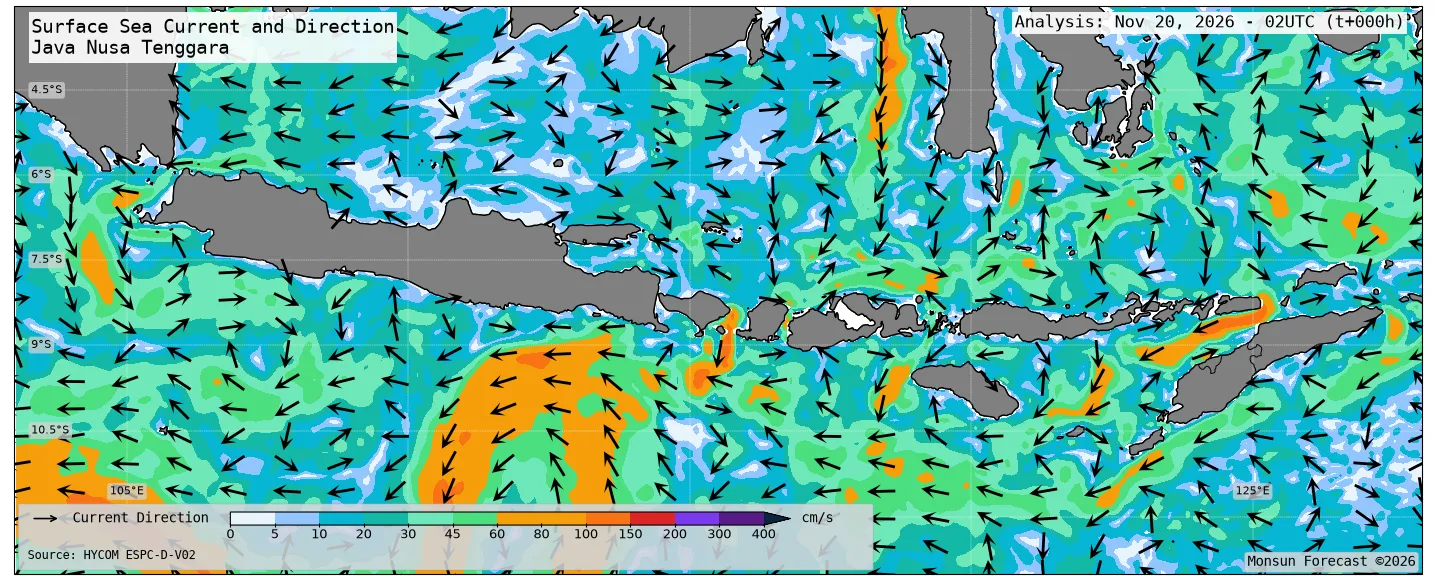 Surface Sea Current and Direction
Java Nusa Tenggara
Analysis: Nov 20, 2026 - 02UTC (t+000h)
4.5°S
6°S
7.5°S
9°S
10.5°S
105°E
125°E
Current Direction
0 5 10 20 30 45 60 80 100 150 200 300 400
cm/s
Source: HYCOM ESPC-D-V02
Monsun Forecast ©2026